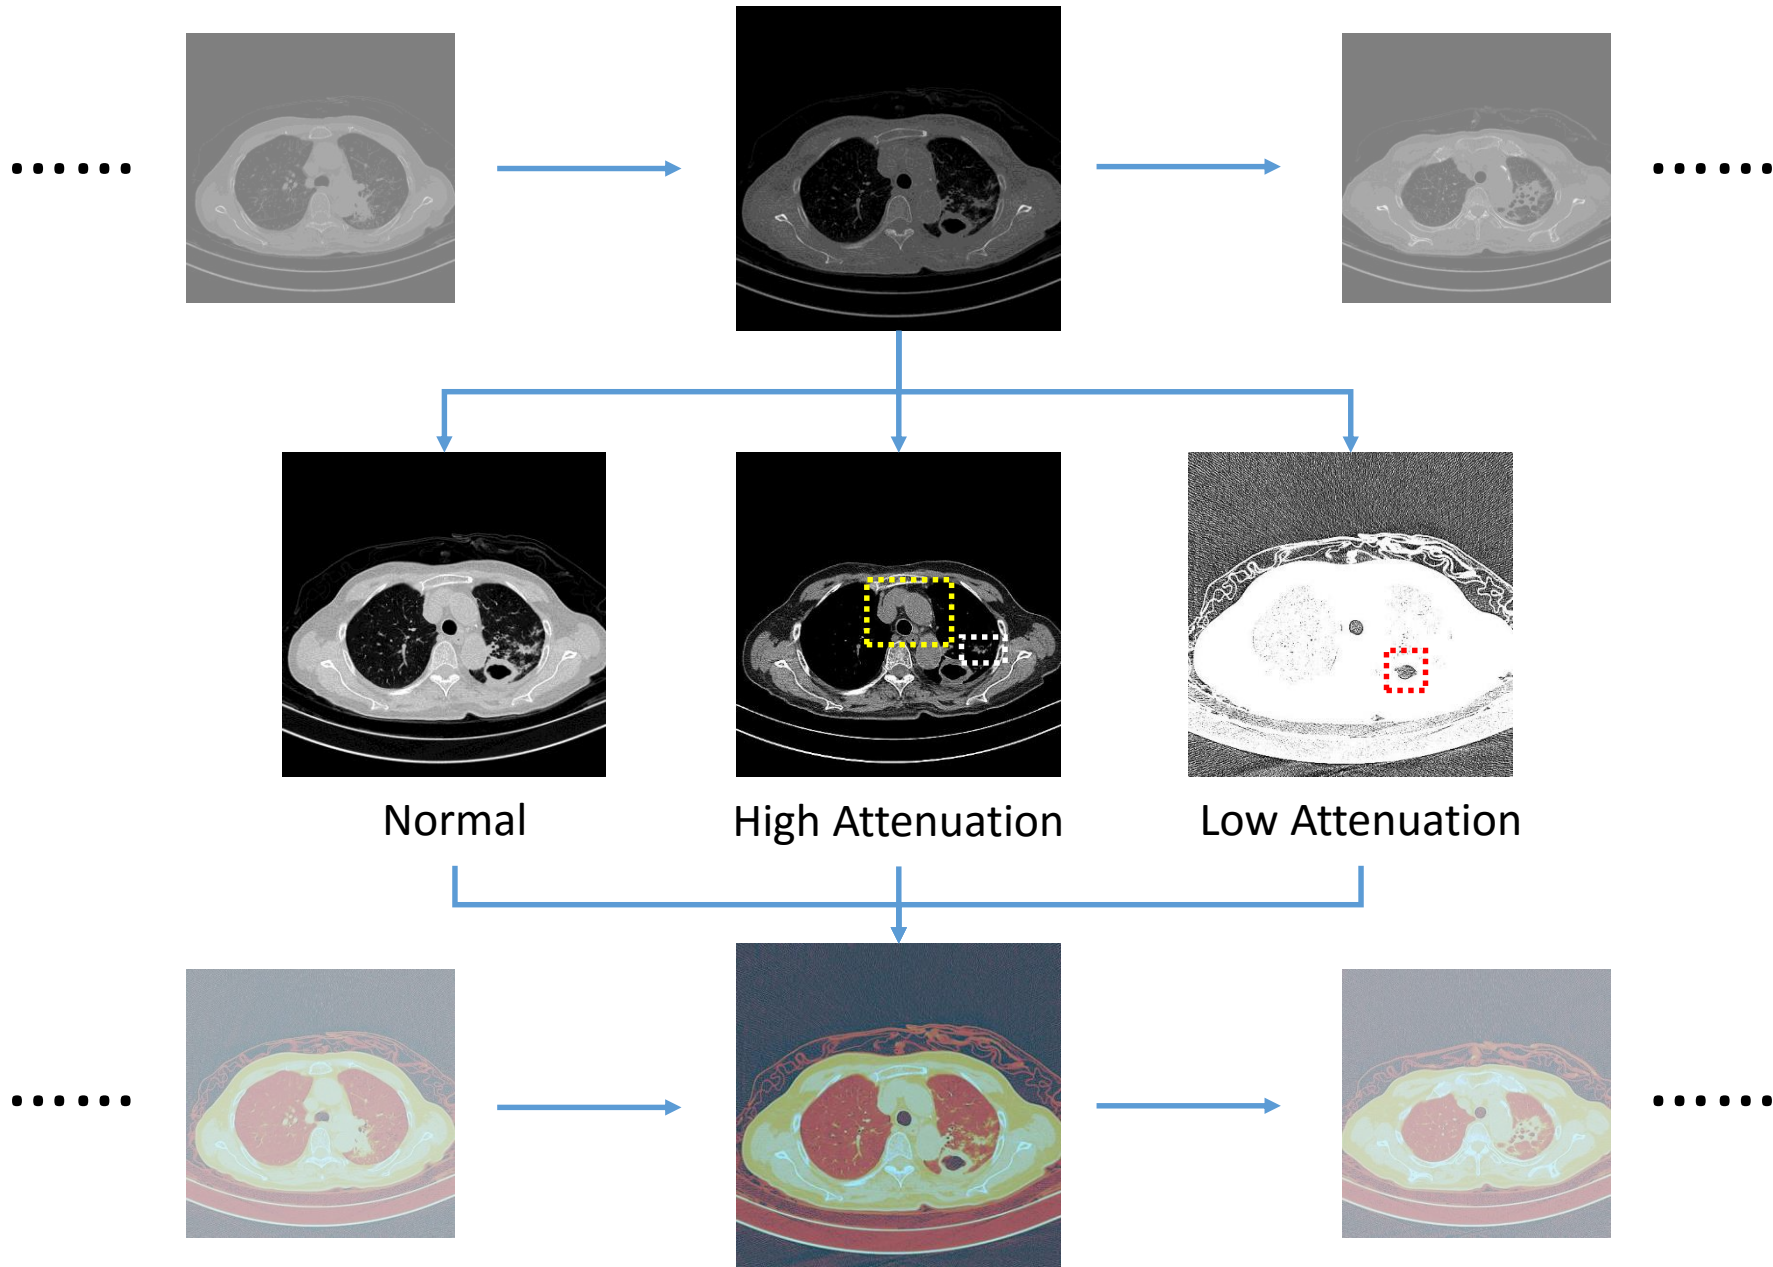 ......
......
Normal
High Attenuation
Low Attenuation
......
......